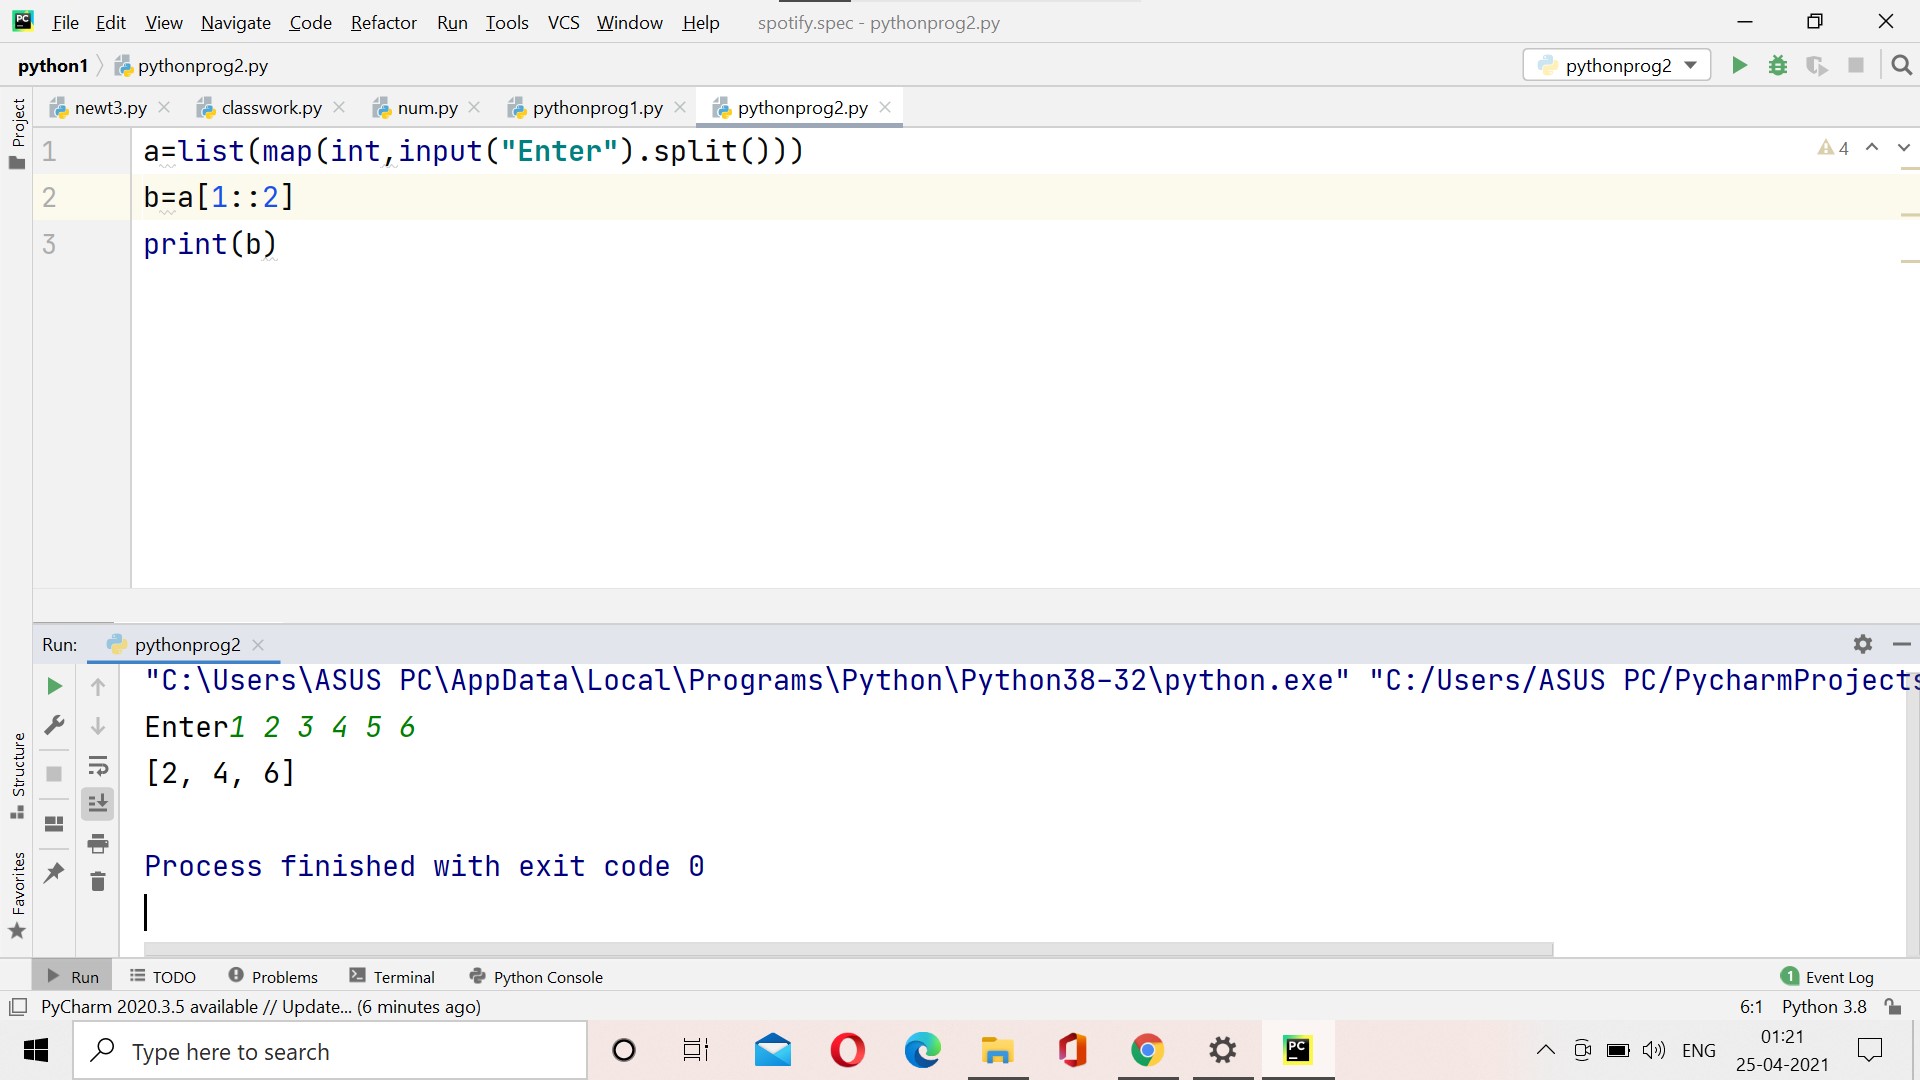 PC File Edit View Navigate Code Refactor Run Tools VCS Window Help spotify.spec - pythonprog2.py
python1 pythonprog2.py pythonprog2
newt3.py classwork.py num.py pythonprog1.py pythonprog2.py
Project
1 a=list(map(int,input("Enter").split()))
4
2 b=a[1::2]
3 print(b)
Run: pythonprog2
"C:\Users\ASUS PC\AppData\Local\Programs\Python\Python38-32\python.exe" "C:/Users/ASUS PC/PycharmProjects
Enter1 2 3 4 5 6
[2, 4, 6]
Process finished with exit code 0
Structure
Favorites
Run TODO Problems Terminal Python Console 1 Event Log
PyCharm 2020.3.5 available // Update... (6 minutes ago) 6:1 Python 3.8
Type here to search PC ENG 01:21
25-04-2021